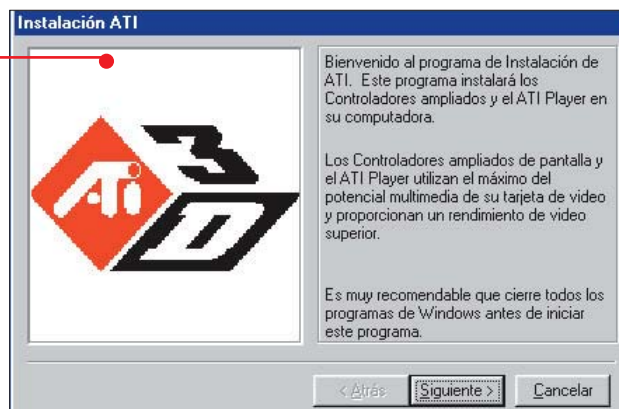 Instalación ATI
ATI
3D
Bienvenido al programa de Instalación de
ATI. Este programa instalará los
Controladores ampliados y el ATI Player en
su computadora.
Los Controladores ampliados de pantalla y
el ATI Player utilizan el máximo del
potencial multimedia de su tarjeta de video
y proporcionan un rendimiento de video
superior.
Es muy recomendable que cierre todos los
programas de Windows antes de iniciar
este programa.
< Atrás
Siguiente >
Cancelar